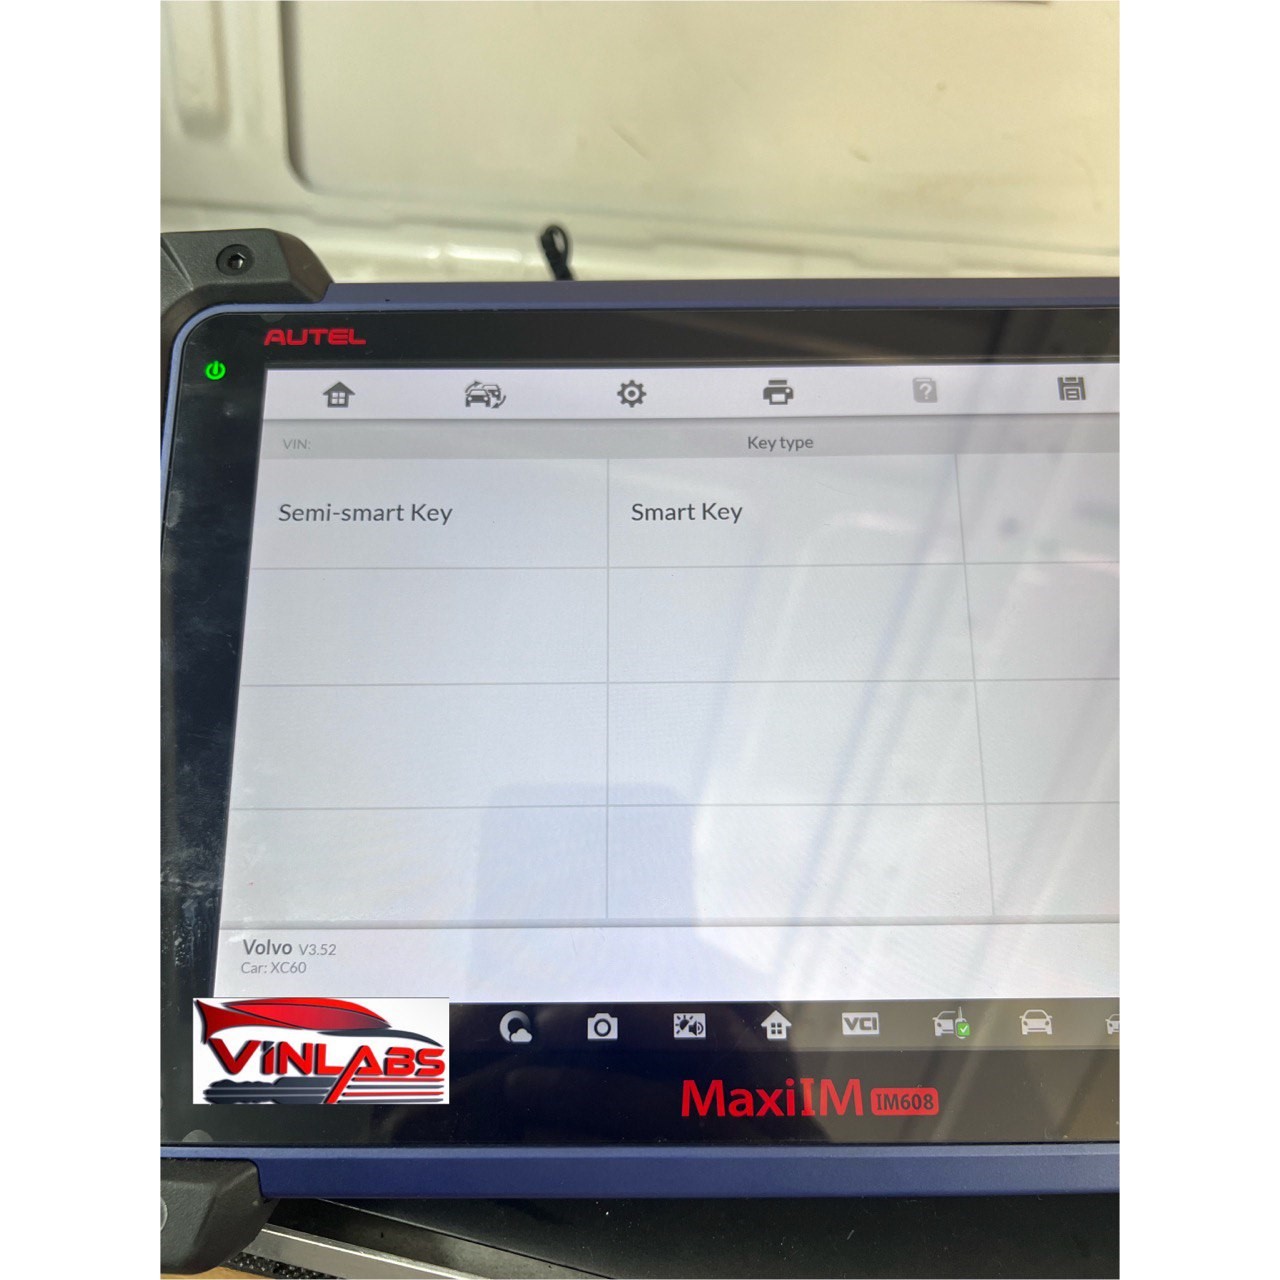 AUTEL
VIN:
Key type
Semi-smart Key
Smart Key
Volvo V3.52
Car: XC60
VCI
VINLABS
MaxiIM IM608